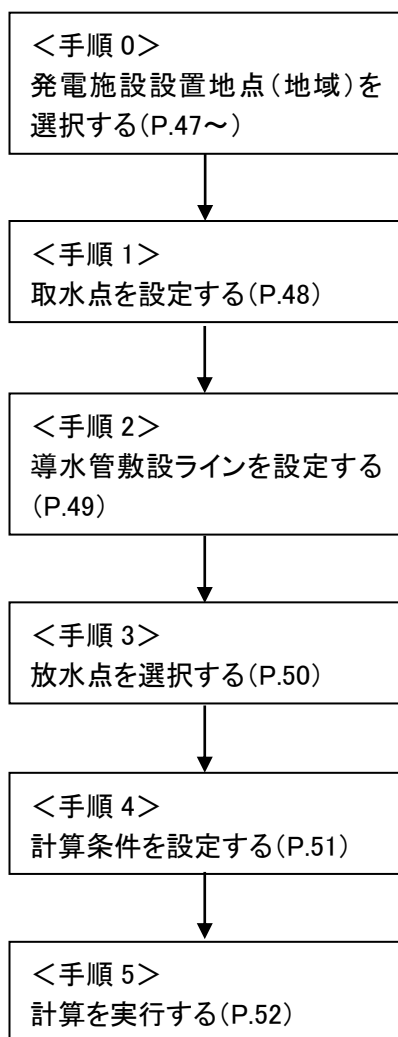 ＜手順 0＞
発電施設設置地点(地域)を
選択する(P.47～)
＜手順 1＞
取水点を設定する(P.48)
＜手順 2＞
導水管敷設ラインを設定する
(P.49)
＜手順 3＞
放水点を選択する(P.50)
＜手順 4＞
計算条件を設定する(P.51)
＜手順 5＞
計算を実行する(P.52)